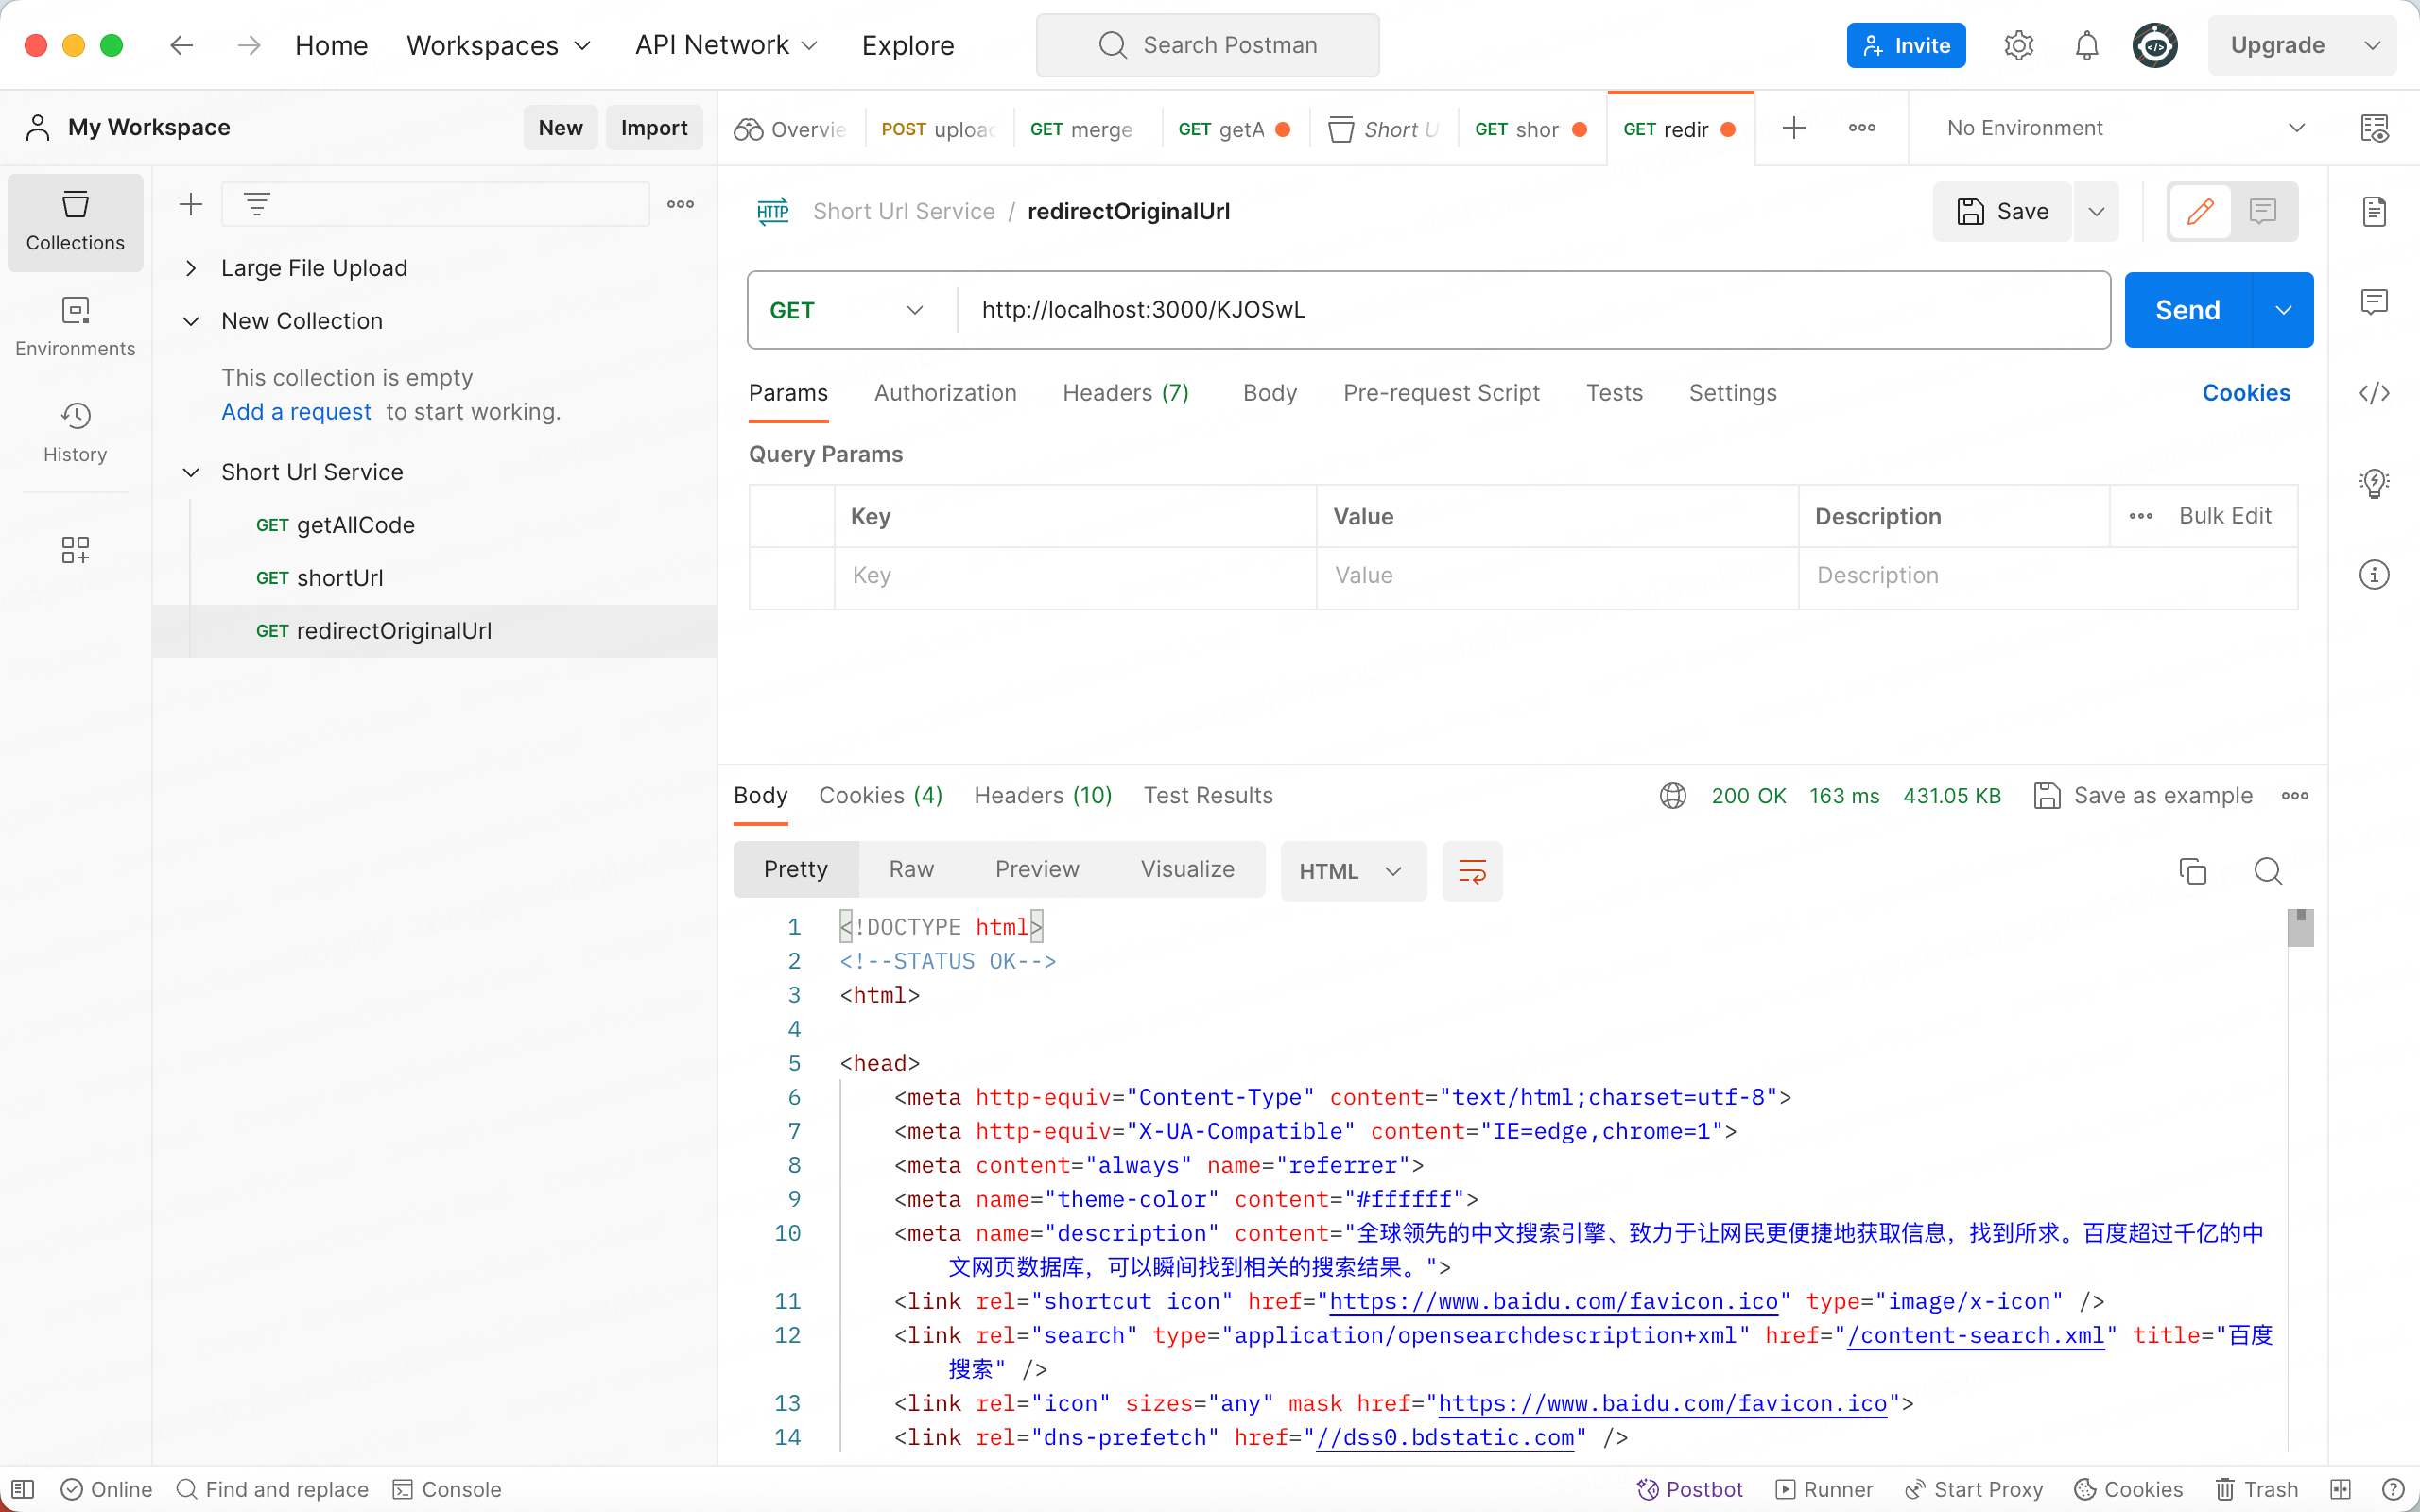 Home Workspaces API Network Explore Search Postman Invite Upgrade
My Workspace New Import
Overvie POST uploa GET merge GET getA Short U GET shor GET redir No Environment
Collections
Environments
History
Large File Upload
New Collection
This collection is empty
Add a request to start working.
Short Url Service
GET getAllCode
GET shortUrl
GET redirectOriginalUrl
HTTP Short Url Service / redirectOriginalUrl Save
GET http://localhost:3000/KJOSwL Send
Params Authorization Headers (7) Body Pre-request Script Tests Settings Cookies
Query Params
Key Value Description Bulk Edit
Key Value Description
Body Cookies (4) Headers (10) Test Results 200 OK 163 ms 431.05 KB Save as example
Pretty Raw Preview Visualize HTML
1 <!DOCTYPE html>
2 <!--STATUS OK-->
3 <html>
4
5 <head>
6 <meta http-equiv="Content-Type" content="text/html;charset=utf-8">
7 <meta http-equiv="X-UA-Compatible" content="IE=edge,chrome=1">
8 <meta content="always" name="referrer">
9 <meta name="theme-color" content="#ffffff">
10 <meta name="description" content="全球领先的中文搜索引擎、致力于让网民更便捷地获取信息，找到所求。百度超过千亿的中
文网页数据库，可以瞬间找到相关的搜索结果。">
11 <link rel="shortcut icon" href="https://www.baidu.com/favicon.ico" type="image/x-icon" />
12 <link rel="search" type="application/opensearchdescription+xml" href="/content-search.xml" title="百度
搜索" />
13 <link rel="icon" sizes="any" mask href="https://www.baidu.com/favicon.ico">
14 <link rel="dns-prefetch" href="//dss0.bdstatic.com" />
Online Find and replace Console Postbot Runner Start Proxy Cookies Trash